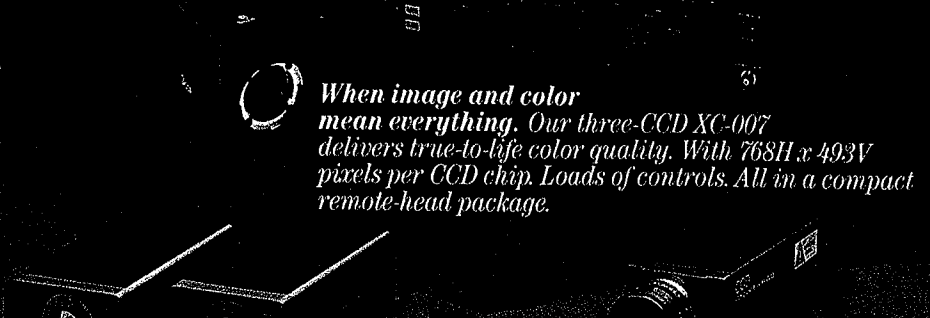 When image and color
mean everything. Our three-CCD XC-007
delivers true-to-life color quality. With 768H x 493V
pixels per CCD chip. Loads of controls. All in a compact
remote-head package.